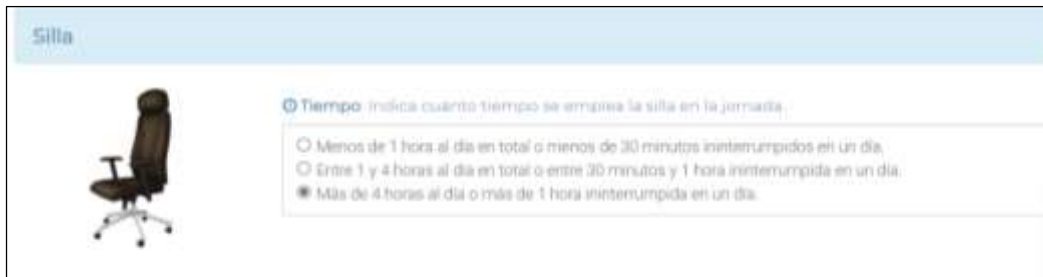 Silla
Tiempo Indica cuánto tiempo se emplea la silla en la jornada.
Menos de 1 hora al día en total o menos de 30 minutos ininterrumpidos en un día.
Entre 1 y 4 horas al día en total o entre 30 minutos y 1 hora ininterrumpida en un día.
Más de 4 horas al día o más de 1 hora ininterrumpida en un día.